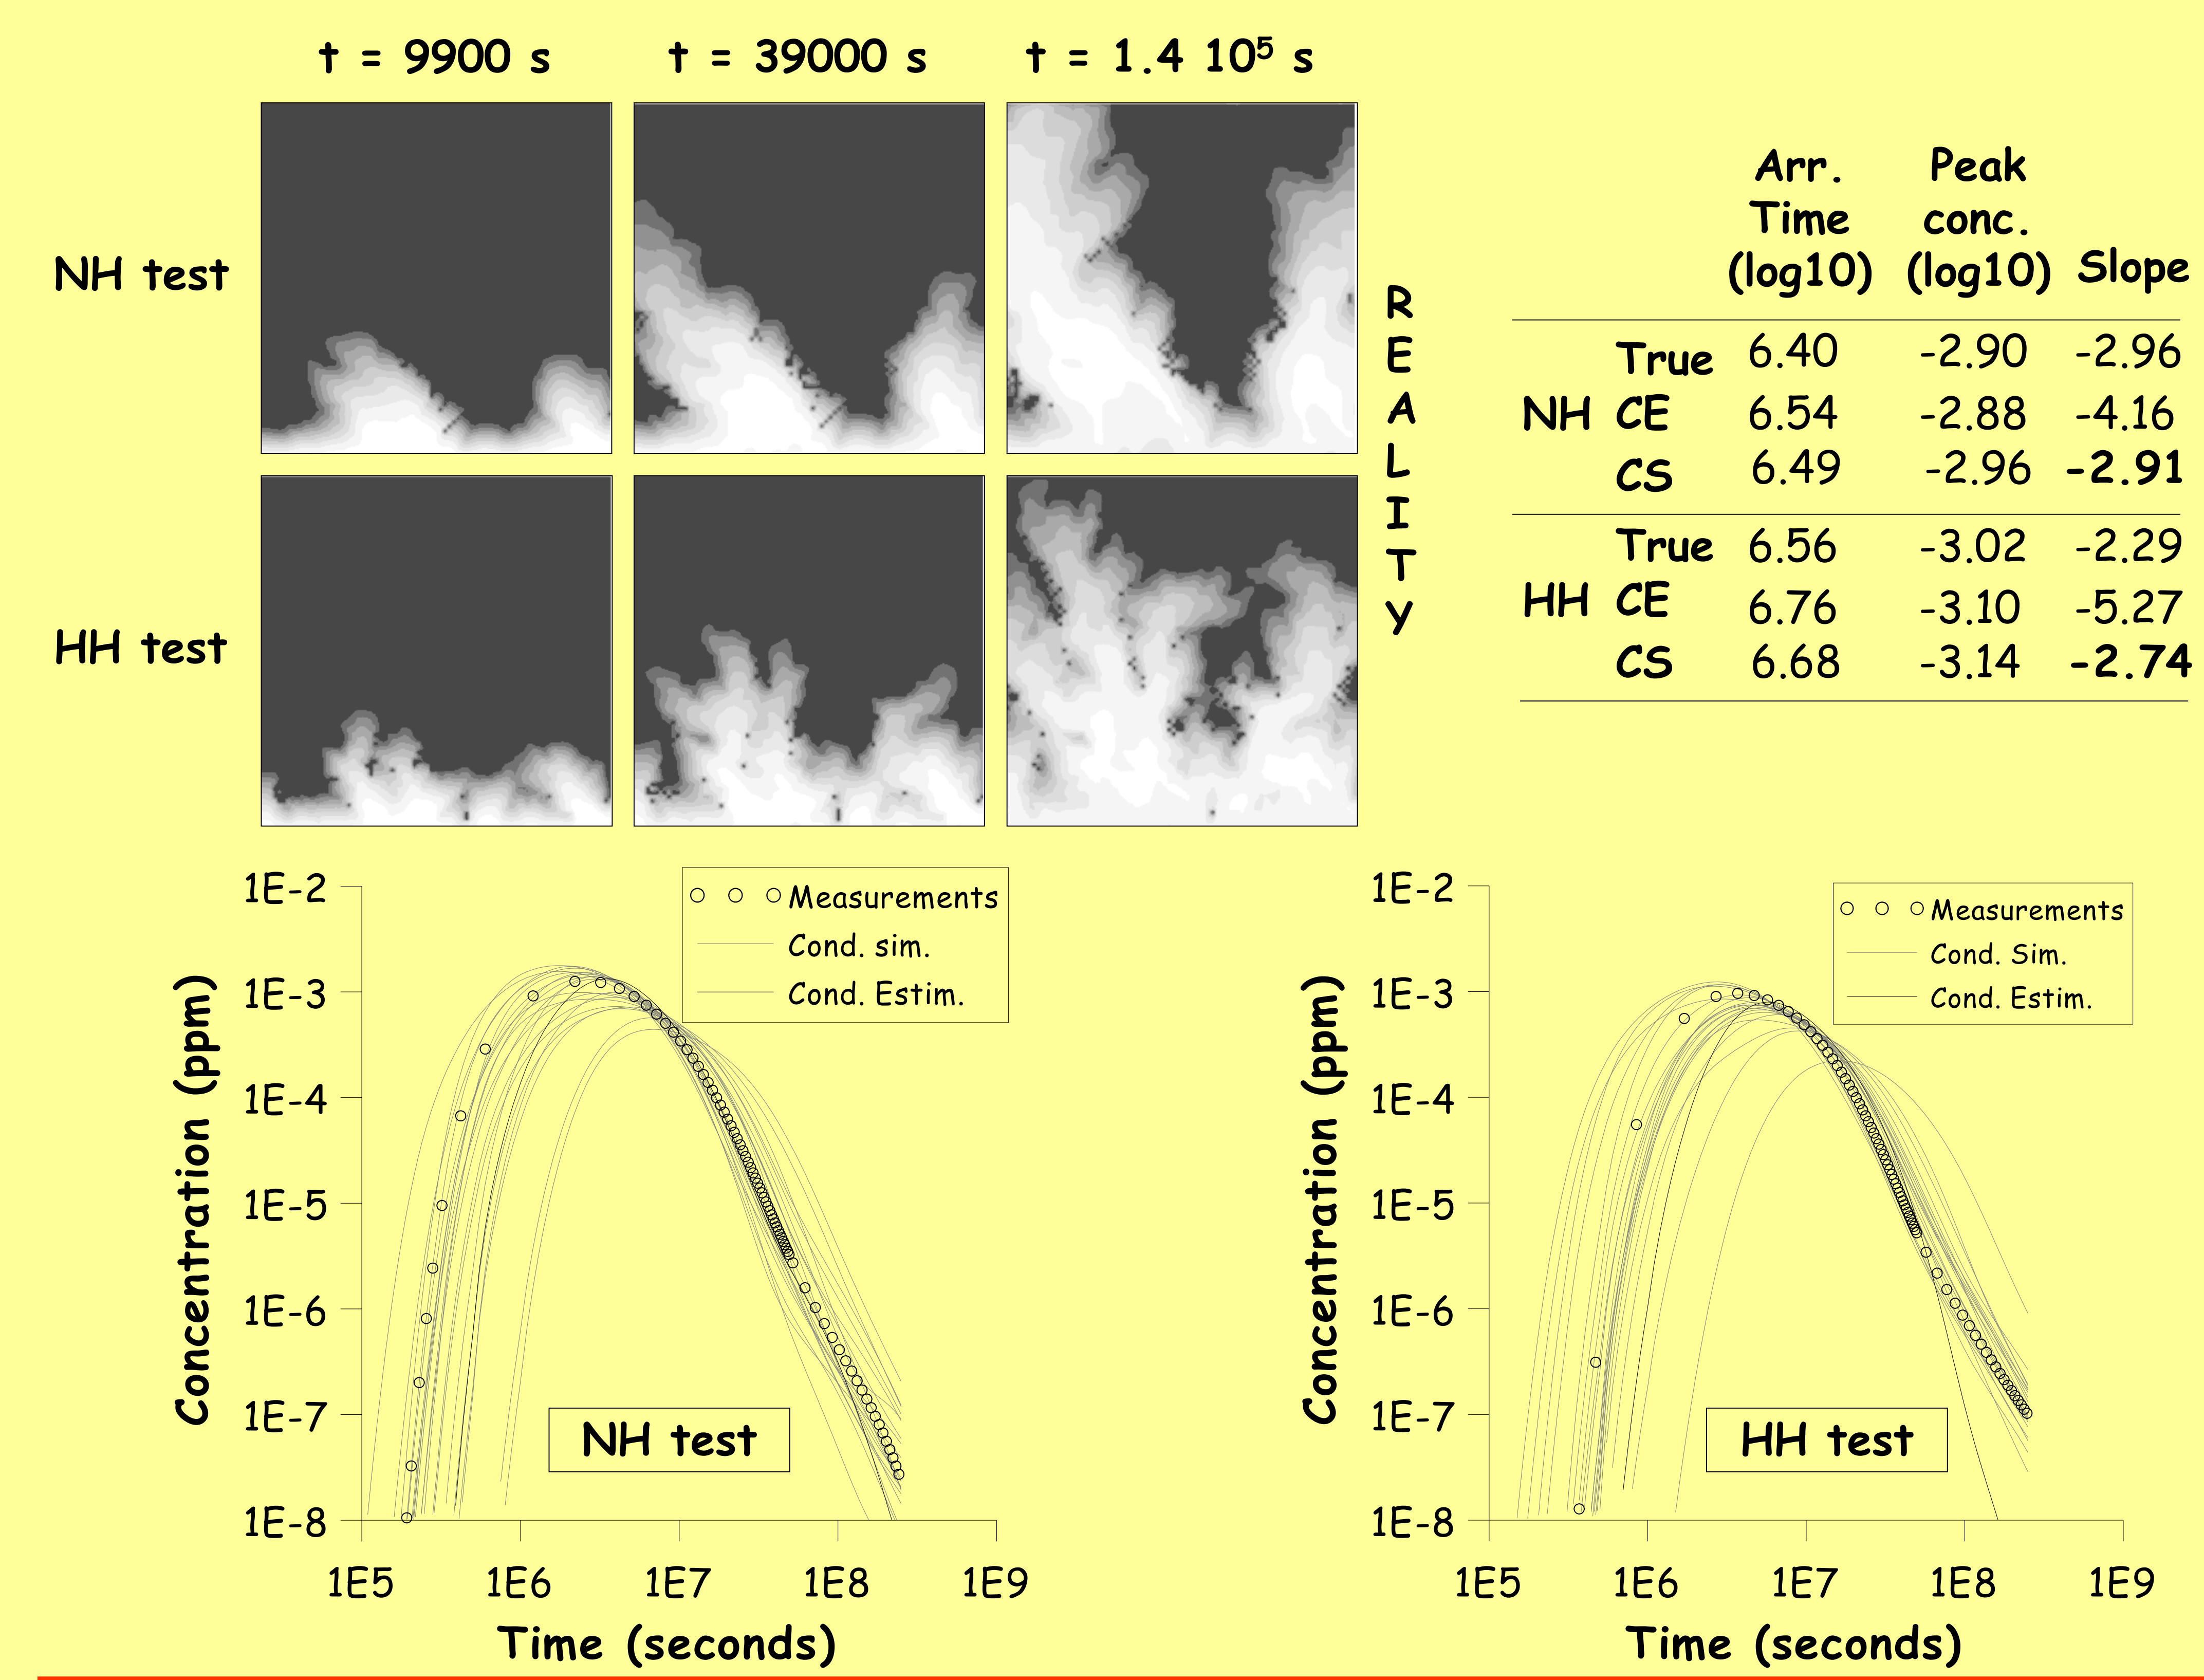 t = 9900 s
t = 39000 s
t = 1.4 10⁵ s
NH test
HH test
REALITY
Arr. Time (log10)
Peak conc. (log10)
Slope
NH
True 6.40 -2.90 -2.96
CE 6.54 -2.88 -4.16
CS 6.49 -2.96 -2.91
HH
True 6.56 -3.02 -2.29
CE 6.76 -3.10 -5.27
CS 6.68 -3.14 -2.74
Concentration (ppm)
1E-2
1E-3
1E-4
1E-5
1E-6
1E-7
1E-8
Measurements
Cond. sim.
Cond. Estim.
NH test
1E5 1E6 1E7 1E8 1E9
Time (seconds)
Concentration (ppm)
1E-2
1E-3
1E-4
1E-5
1E-6
1E-7
1E-8
Measurements
Cond. Sim.
Cond. Estim.
HH test
1E5 1E6 1E7 1E8 1E9
Time (seconds)